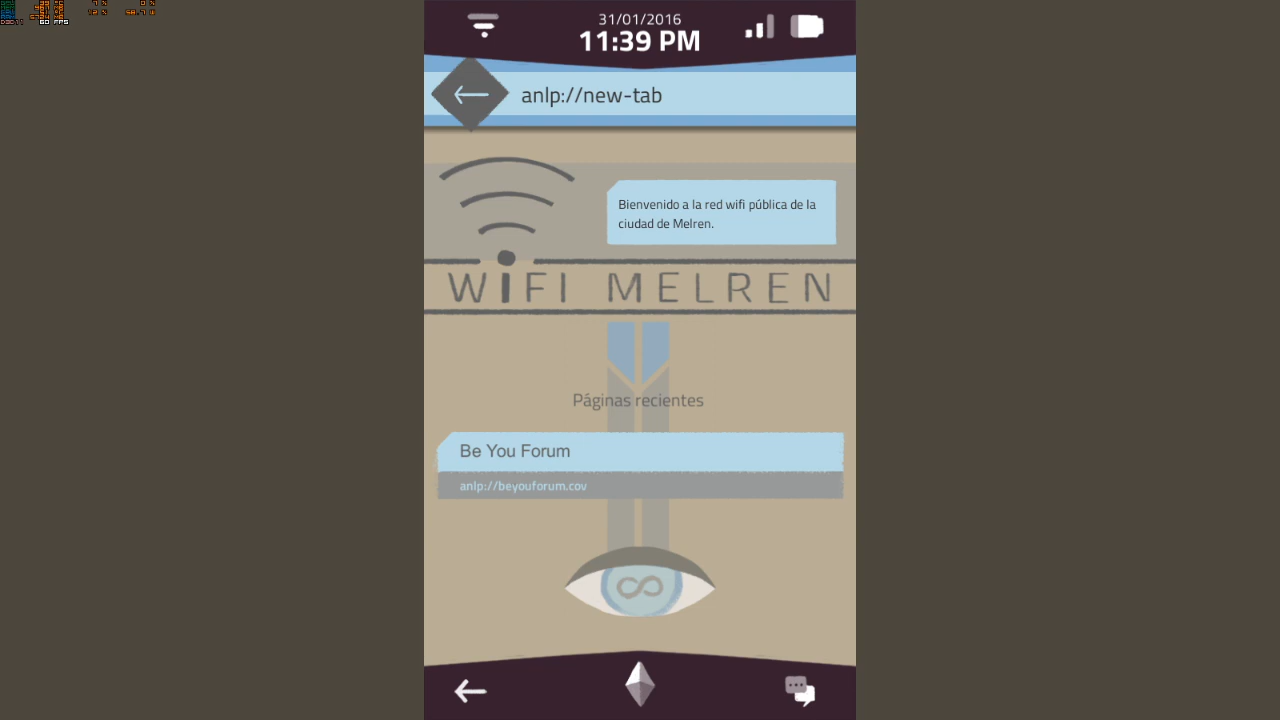 31/01/2016
11:39 PM
anlp://new-tab
Bienvenido a la red wifi pública de la
ciudad de Melren.
WiFI MELREN
Páginas recientes
Be You Forum
anlp://beyouforum.cov